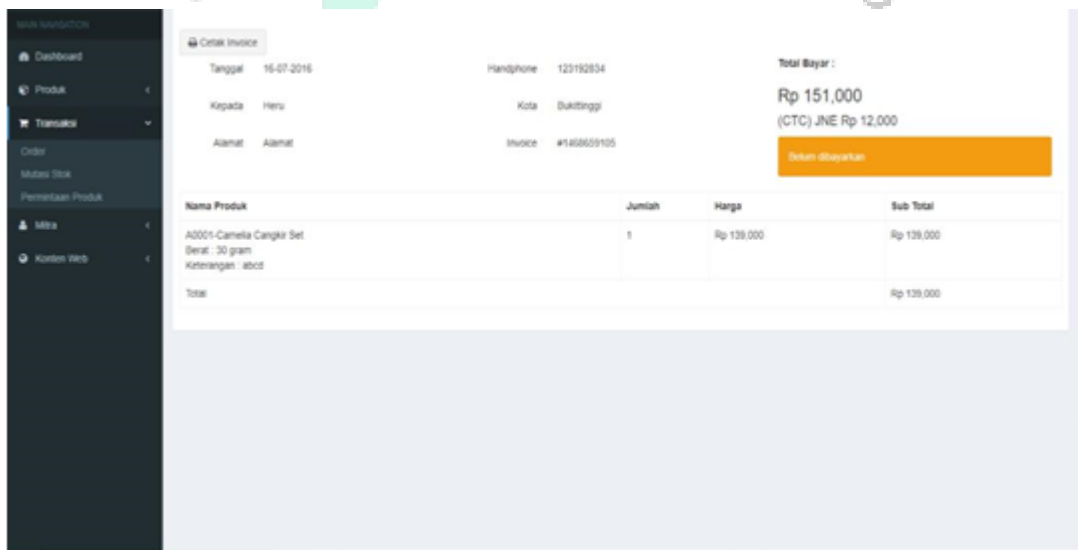 MAIN NAVIGATION
Dashboard
Produk
Transaksi
Order
Mutasi Stok
Permintaan Produk
Mitra
Konten Web
Cetak Invoice
Tanggal 16-07-2016
Handphone 123192834
Kepada Heru
Kota Bukittinggi
Alamat Alamat
Invoice #1468659105
Total Bayar :
Rp 151,000
(CTC) JNE Rp 12,000
Belum dibayarkan
Nama Produk Jumlah Harga Sub Total
A0001-Camelia Cangkir Set 1 Rp 139,000 Rp 139,000
Berat : 30 gram
Keterangan : abcd
Total Rp 139,000